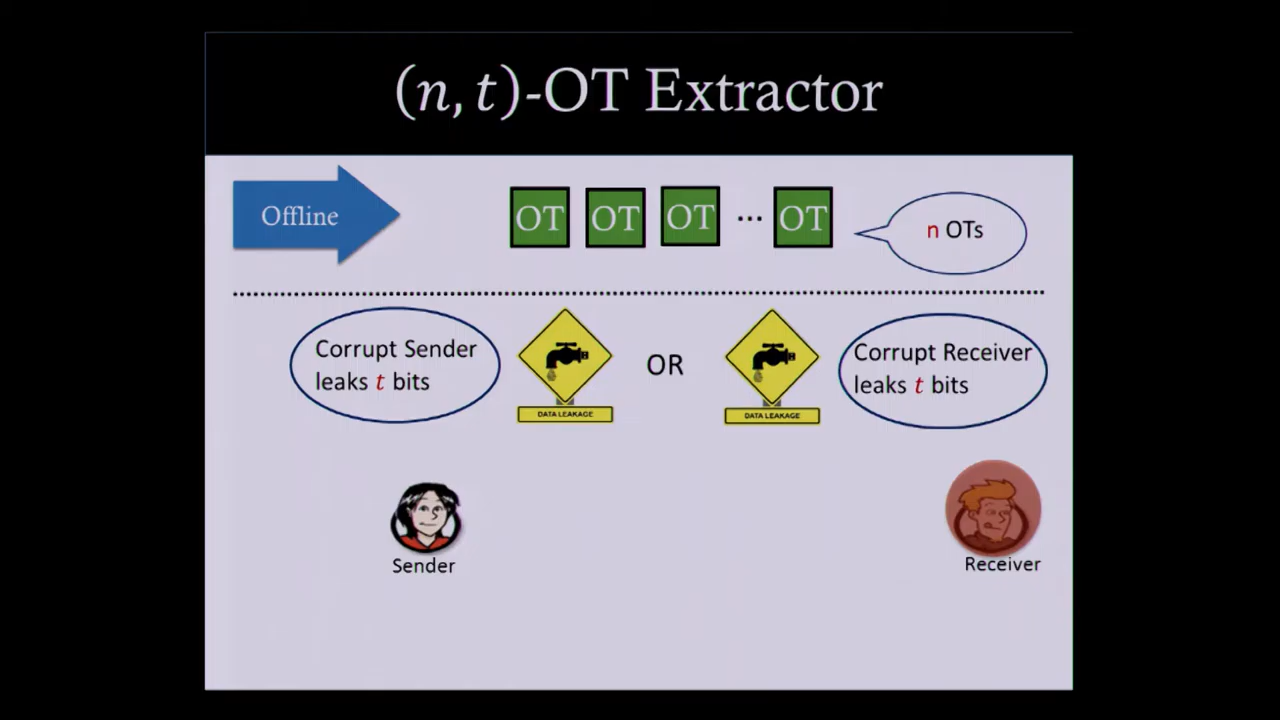 (n, t)-OT Extractor
Offline
OT OT OT ... OT
n OTs
Corrupt Sender
leaks t bits
DATA LEAKAGE
OR
DATA LEAKAGE
Corrupt Receiver
leaks t bits
Sender
Receiver